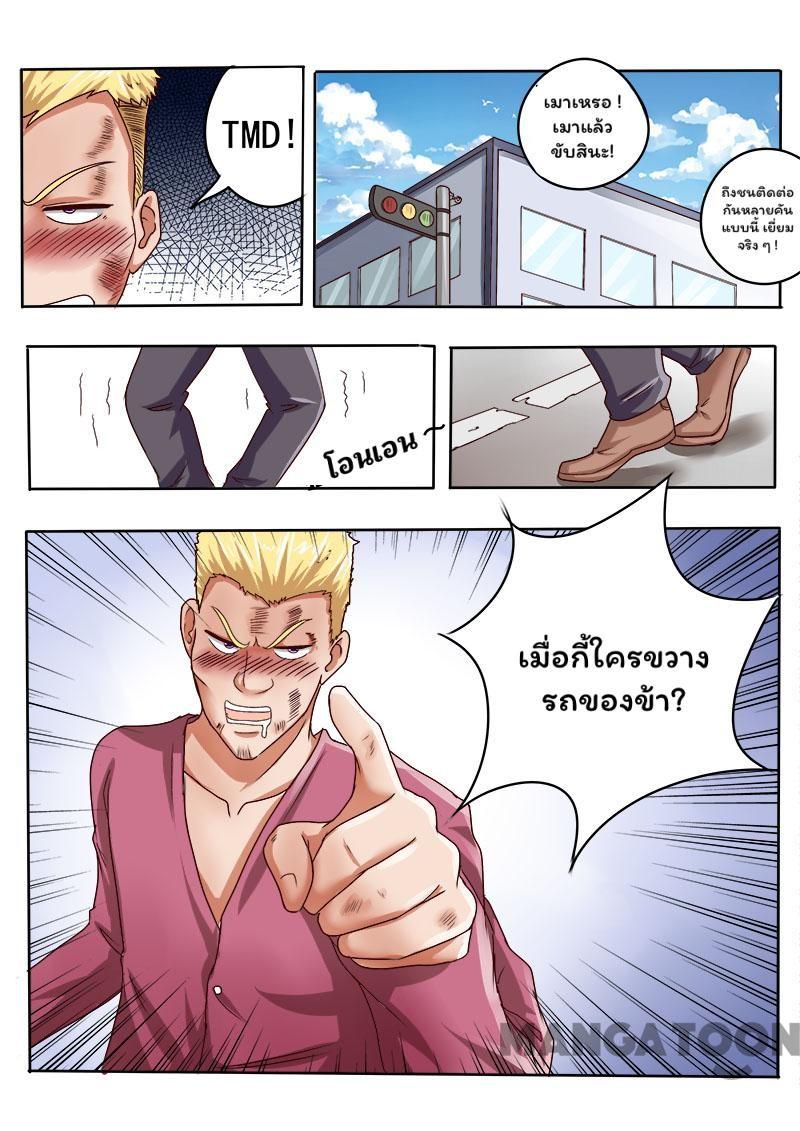 TMD!
เมาเหรอ !
เมาแล้ว
ขับสินะ!
ถึงชนติดต่อ
กันหลายคัน
แบบนี้ เยี่ยม
จริง ๆ !
โอนเอน ~
เมื่อกี้ใครขวาง
รถของข้า?
MANGA TOON